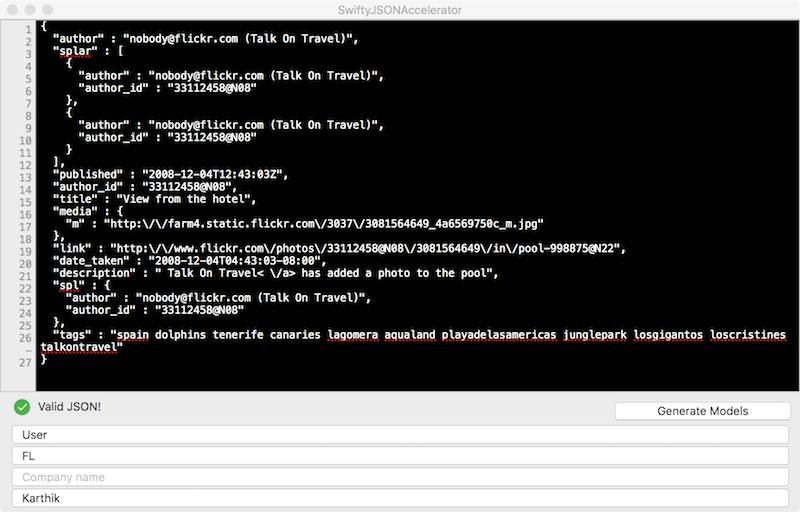 SwiftyJSONAccelerator
1 {
2 "author" : "nobody@flickr.com (Talk On Travel)",
3 "splar" : [
4 {
5 "author" : "nobody@flickr.com (Talk On Travel)",
6 "author_id" : "33112458@N08"
7 },
8 {
9 "author" : "nobody@flickr.com (Talk On Travel)",
10 "author_id" : "33112458@N08"
11 }
12 ],
13 "published" : "2008-12-04T12:43:03Z",
14 "author_id" : "33112458@N08",
15 "title" : "View from the hotel",
16 "media" : {
17 "m" : "http:\/\/farm4.static.flickr.com\/3037\/3081564649_4a6569750c_m.jpg"
18 },
19 "link" : "http:\/\/www.flickr.com\/photos\/33112458@N08\/3081564649\/in\/pool-998875@N22",
20 "date_taken" : "2008-12-04T04:43:03-08:00",
21 "description" : " Talk On Travel< \/a> has added a photo to the pool",
22 "spl" : {
23 "author" : "nobody@flickr.com (Talk On Travel)",
24 "author_id" : "33112458@N08"
25 },
26 "tags" : "spain dolphins tenerife canaries lagomera aqualand playadelasamericas junglepark losgigantos loscristines
– talkontravel"
27 }
Valid JSON!
Generate Models
User
FL
Company name
Karthik